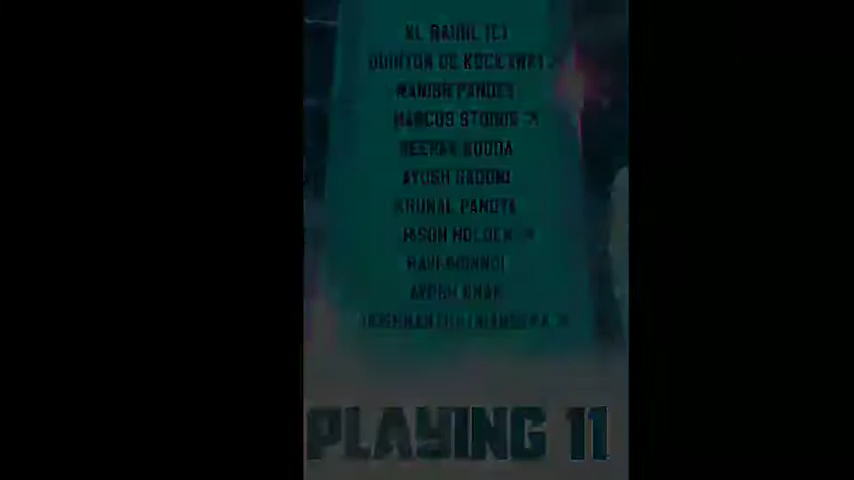 KL RAHUL (C)
QUINTON DE KOCK (WK)
MANISH PANDEY
MARCUS STOINIS
DEEPAK HOODA
AYUSH BADONI
KRUNAL PANDYA
JASON HOLDER
RAVI BISHNOI
AVESH KHAN
PLAYING 11